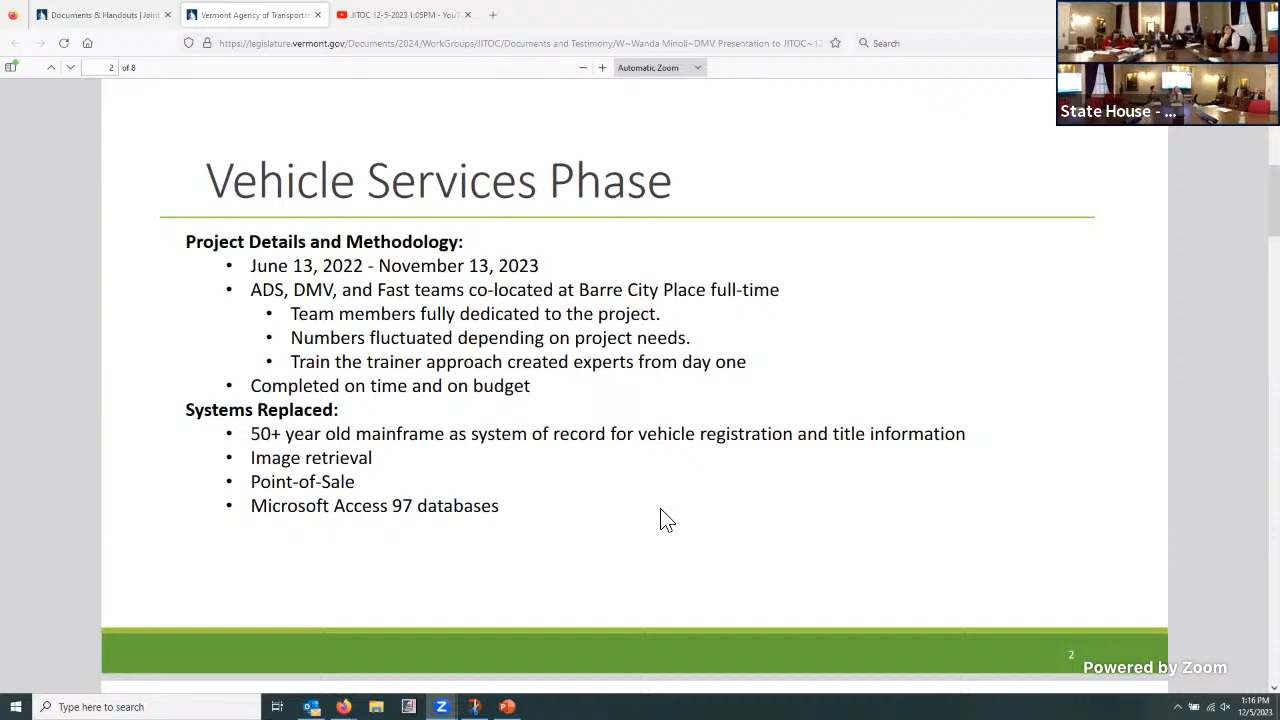 Documents & Handouts | Joint
Vermont Agency of Transportat
JITOC 12-5-2023 1:05PM - YouT
https://legislature.vermont.gov/D
/Documents and Testimony/W~Wanda Minoli~DMV Presentation to JITOC~
Search
2 of 8
Automatic Zoom
State House - ...
Vehicle Services Phase
Project Details and Methodology:
• June 13, 2022 - November 13, 2023
• ADS, DMV, and Fast teams co-located at Barre City Place full-time
• Team members fully dedicated to the project.
• Numbers fluctuated depending on project needs.
• Train the trainer approach created experts from day one
• Completed on time and on budget
Systems Replaced:
• 50+ year old mainframe as system of record for vehicle registration and title information
• Image retrieval
• Point-of-Sale
• Microsoft Access 97 databases
2
Powered by Zoom
Type here to search
1:16 PM
12/5/2023